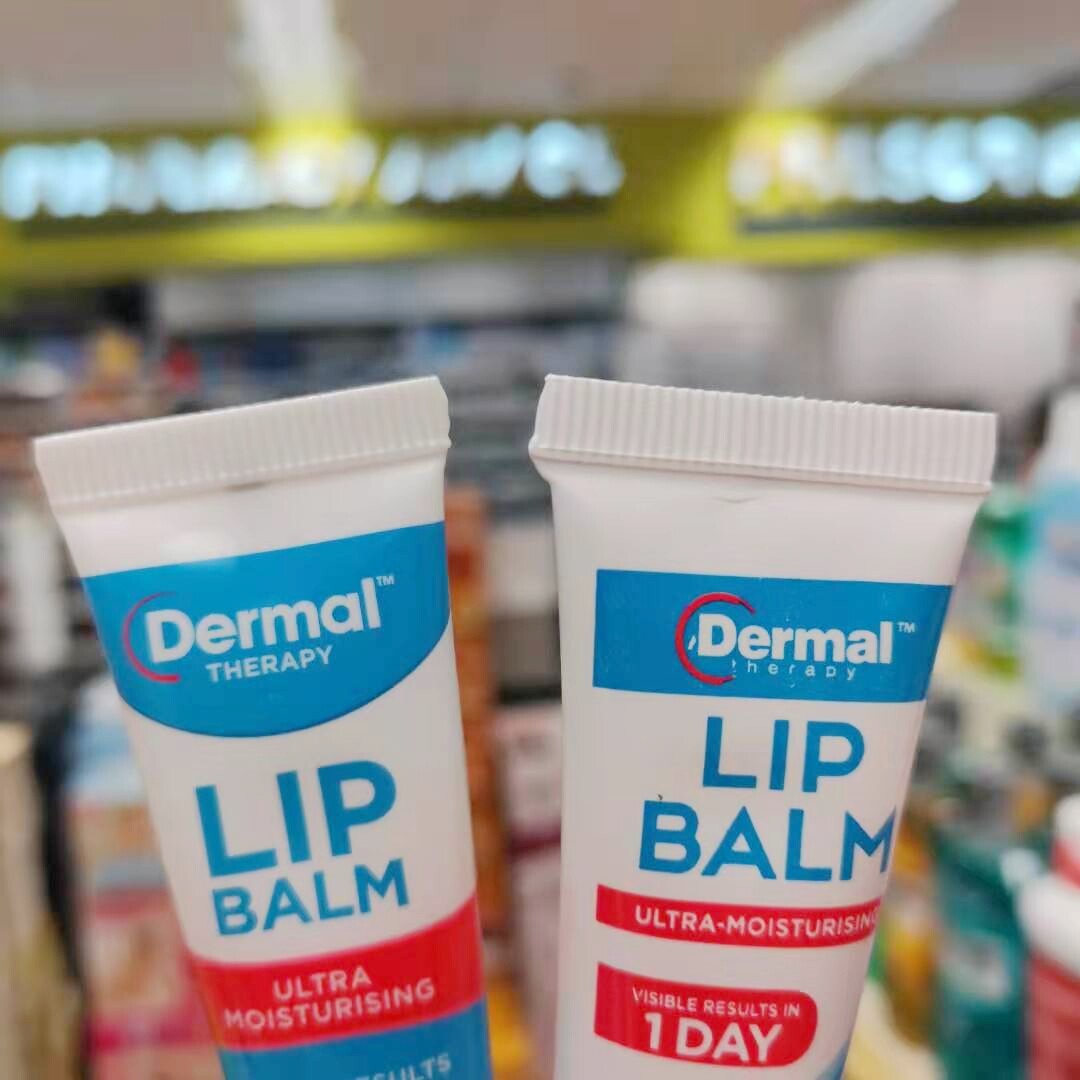 Dermal™
THERAPY
LIP
BALM
ULTRA
MOISTURISING
Dermal™
therapy
LIP
BALM
ULTRA-MOISTURISING
VISIBLE RESULTS IN
1 DAY